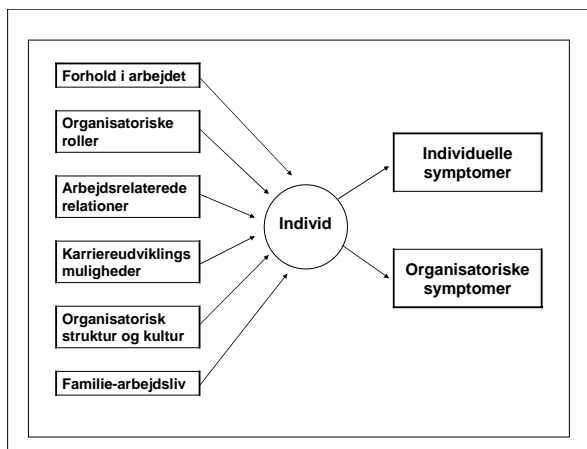 Forhold i arbejdet
Organisatoriske
roller
Arbejdsrelaterede
relationer
Karriereudviklings
muligheder
Organisatorisk
struktur og kultur
Familie-arbejdsliv
Individ
Individuelle
symptomer
Organisatoriske
symptomer